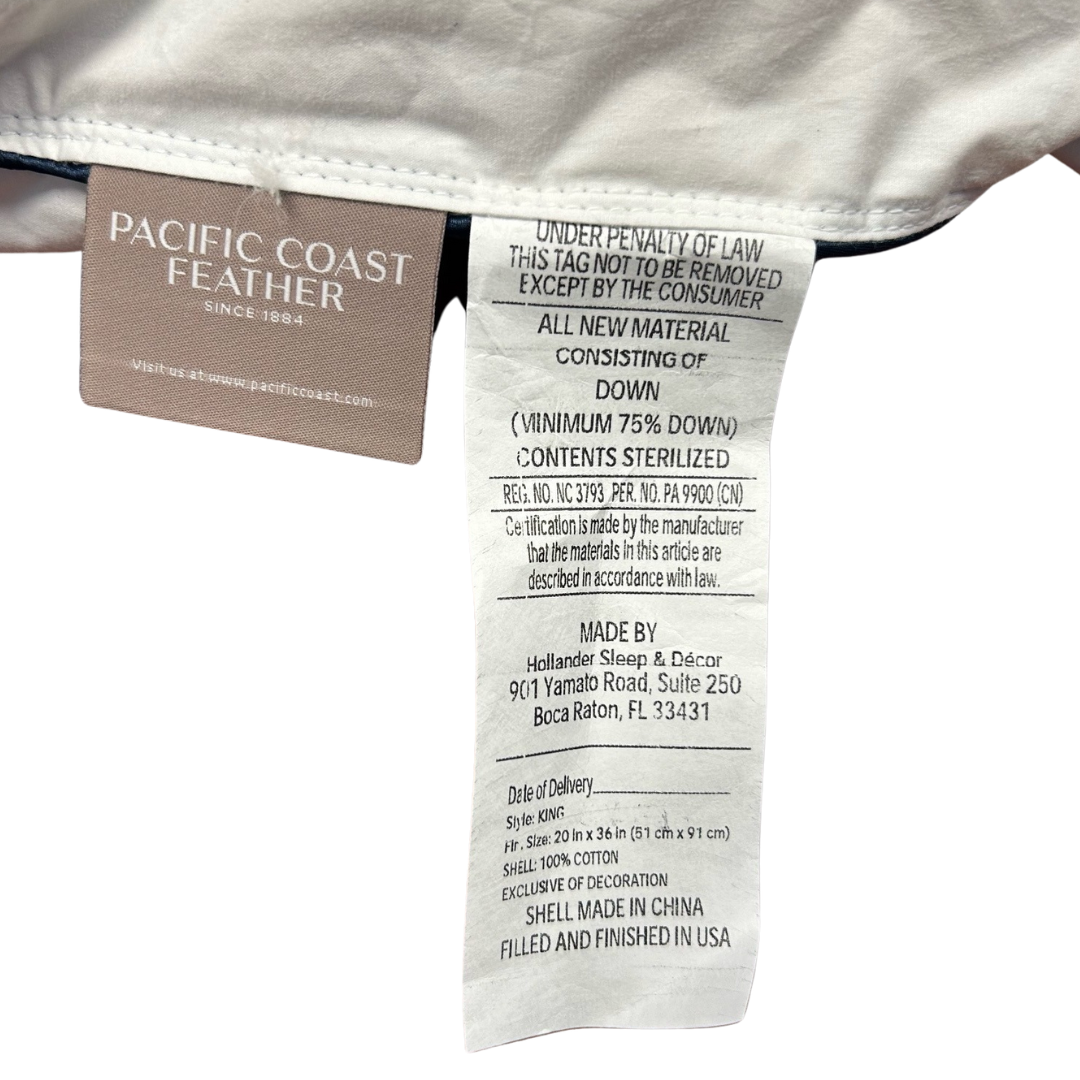 PACIFIC COAST
FEATHER
SINCE 1884
Visit us at www.pacificcoast.com
UNDER PENALTY OF LAW
THIS TAG NOT TO BE REMOVED
EXCEPT BY THE CONSUMER
ALL NEW MATERIAL
CONSISTING OF
DOWN
(MINIMUM 75% DOWN)
CONTENTS STERILIZED
REG. NO. NC 3793 PER. NO. PA 9900 (CN)
Certification is made by the manufacturer
that the materials in this article are
described in accordance with law.
MADE BY
Hollander Sleep & Décor
901 Yamato Road, Suite 250
Boca Raton, FL 33431
Date of Delivery
Style: KING
Fir. Size: 20 in x 36 in (51 cm x 91 cm)
SHELL: 100% COTTON
EXCLUSIVE OF DECORATION
SHELL MADE IN CHINA
FILLED AND FINISHED IN USA